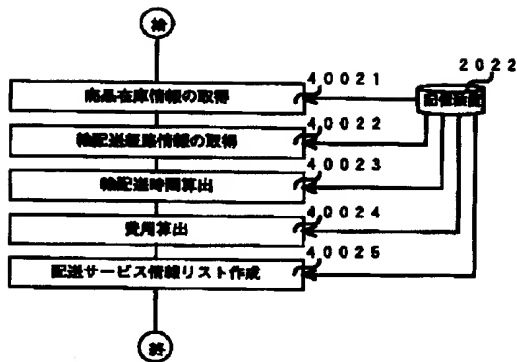 始
2022
40021
商品在庫情報の取得
記憶装置
40022
輸配送経路情報の取得
40023
輸配送時間算出
40024
費用算出
40025
配送サービス情報リスト作成
終